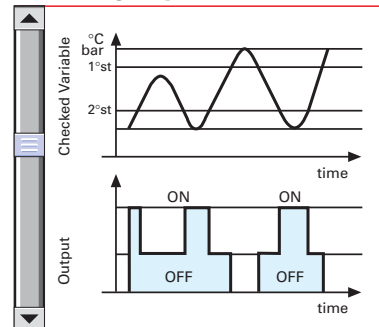 °C
bar
1°st
2°st
Checked Variable
time
ON
ON
OFF
OFF
Output
time